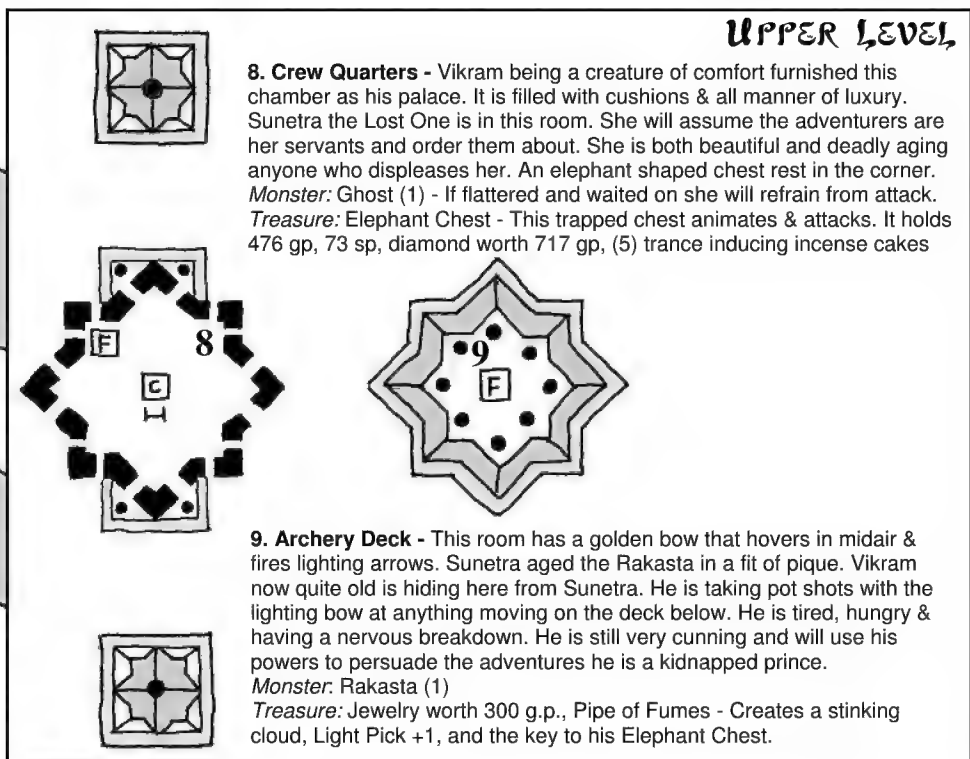 UPPER LEVEL
8. Crew Quarters - Vikram being a creature of comfort furnished this
chamber as his palace. It is filled with cushions & all manner of luxury.
Sunetra the Lost One is in this room. She will assume the adventurers are
her servants and order them about. She is both beautiful and deadly aging
anyone who displeases her. An elephant shaped chest rest in the corner.
Monster: Ghost (1) - If flattered and waited on she will refrain from attack.
Treasure: Elephant Chest - This trapped chest animates & attacks. It holds
476 gp, 73 sp, diamond worth 717 gp, (5) trance inducing incense cakes
F
8
C
9
F
9. Archery Deck - This room has a golden bow that hovers in midair &
fires lighting arrows. Sunetra aged the Rakasta in a fit of pique. Vikram
now quite old is hiding here from Sunetra. He is taking pot shots with the
lighting bow at anything moving on the deck below. He is tired, hungry &
having a nervous breakdown. He is still very cunning and will use his
powers to persuade the adventures he is a kidnapped prince.
Monster: Rakasta (1)
Treasure: Jewelry worth 300 g.p., Pipe of Fumes - Creates a stinking
cloud, Light Pick +1, and the key to his Elephant Chest.